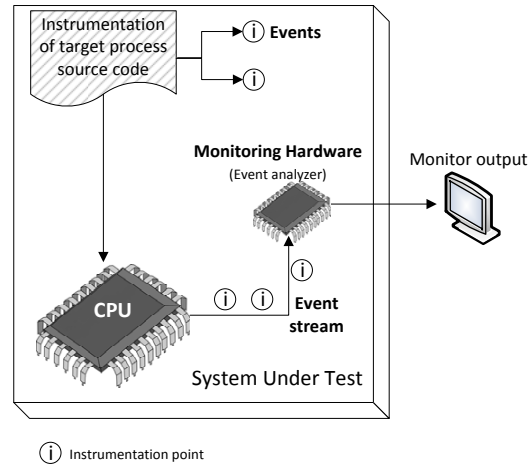 Instrumentation
of target process
source code
i Events
i
Monitoring Hardware
(Event analyzer)
Monitor output
i
CPU
i i
Event
stream
System Under Test
i Instrumentation point